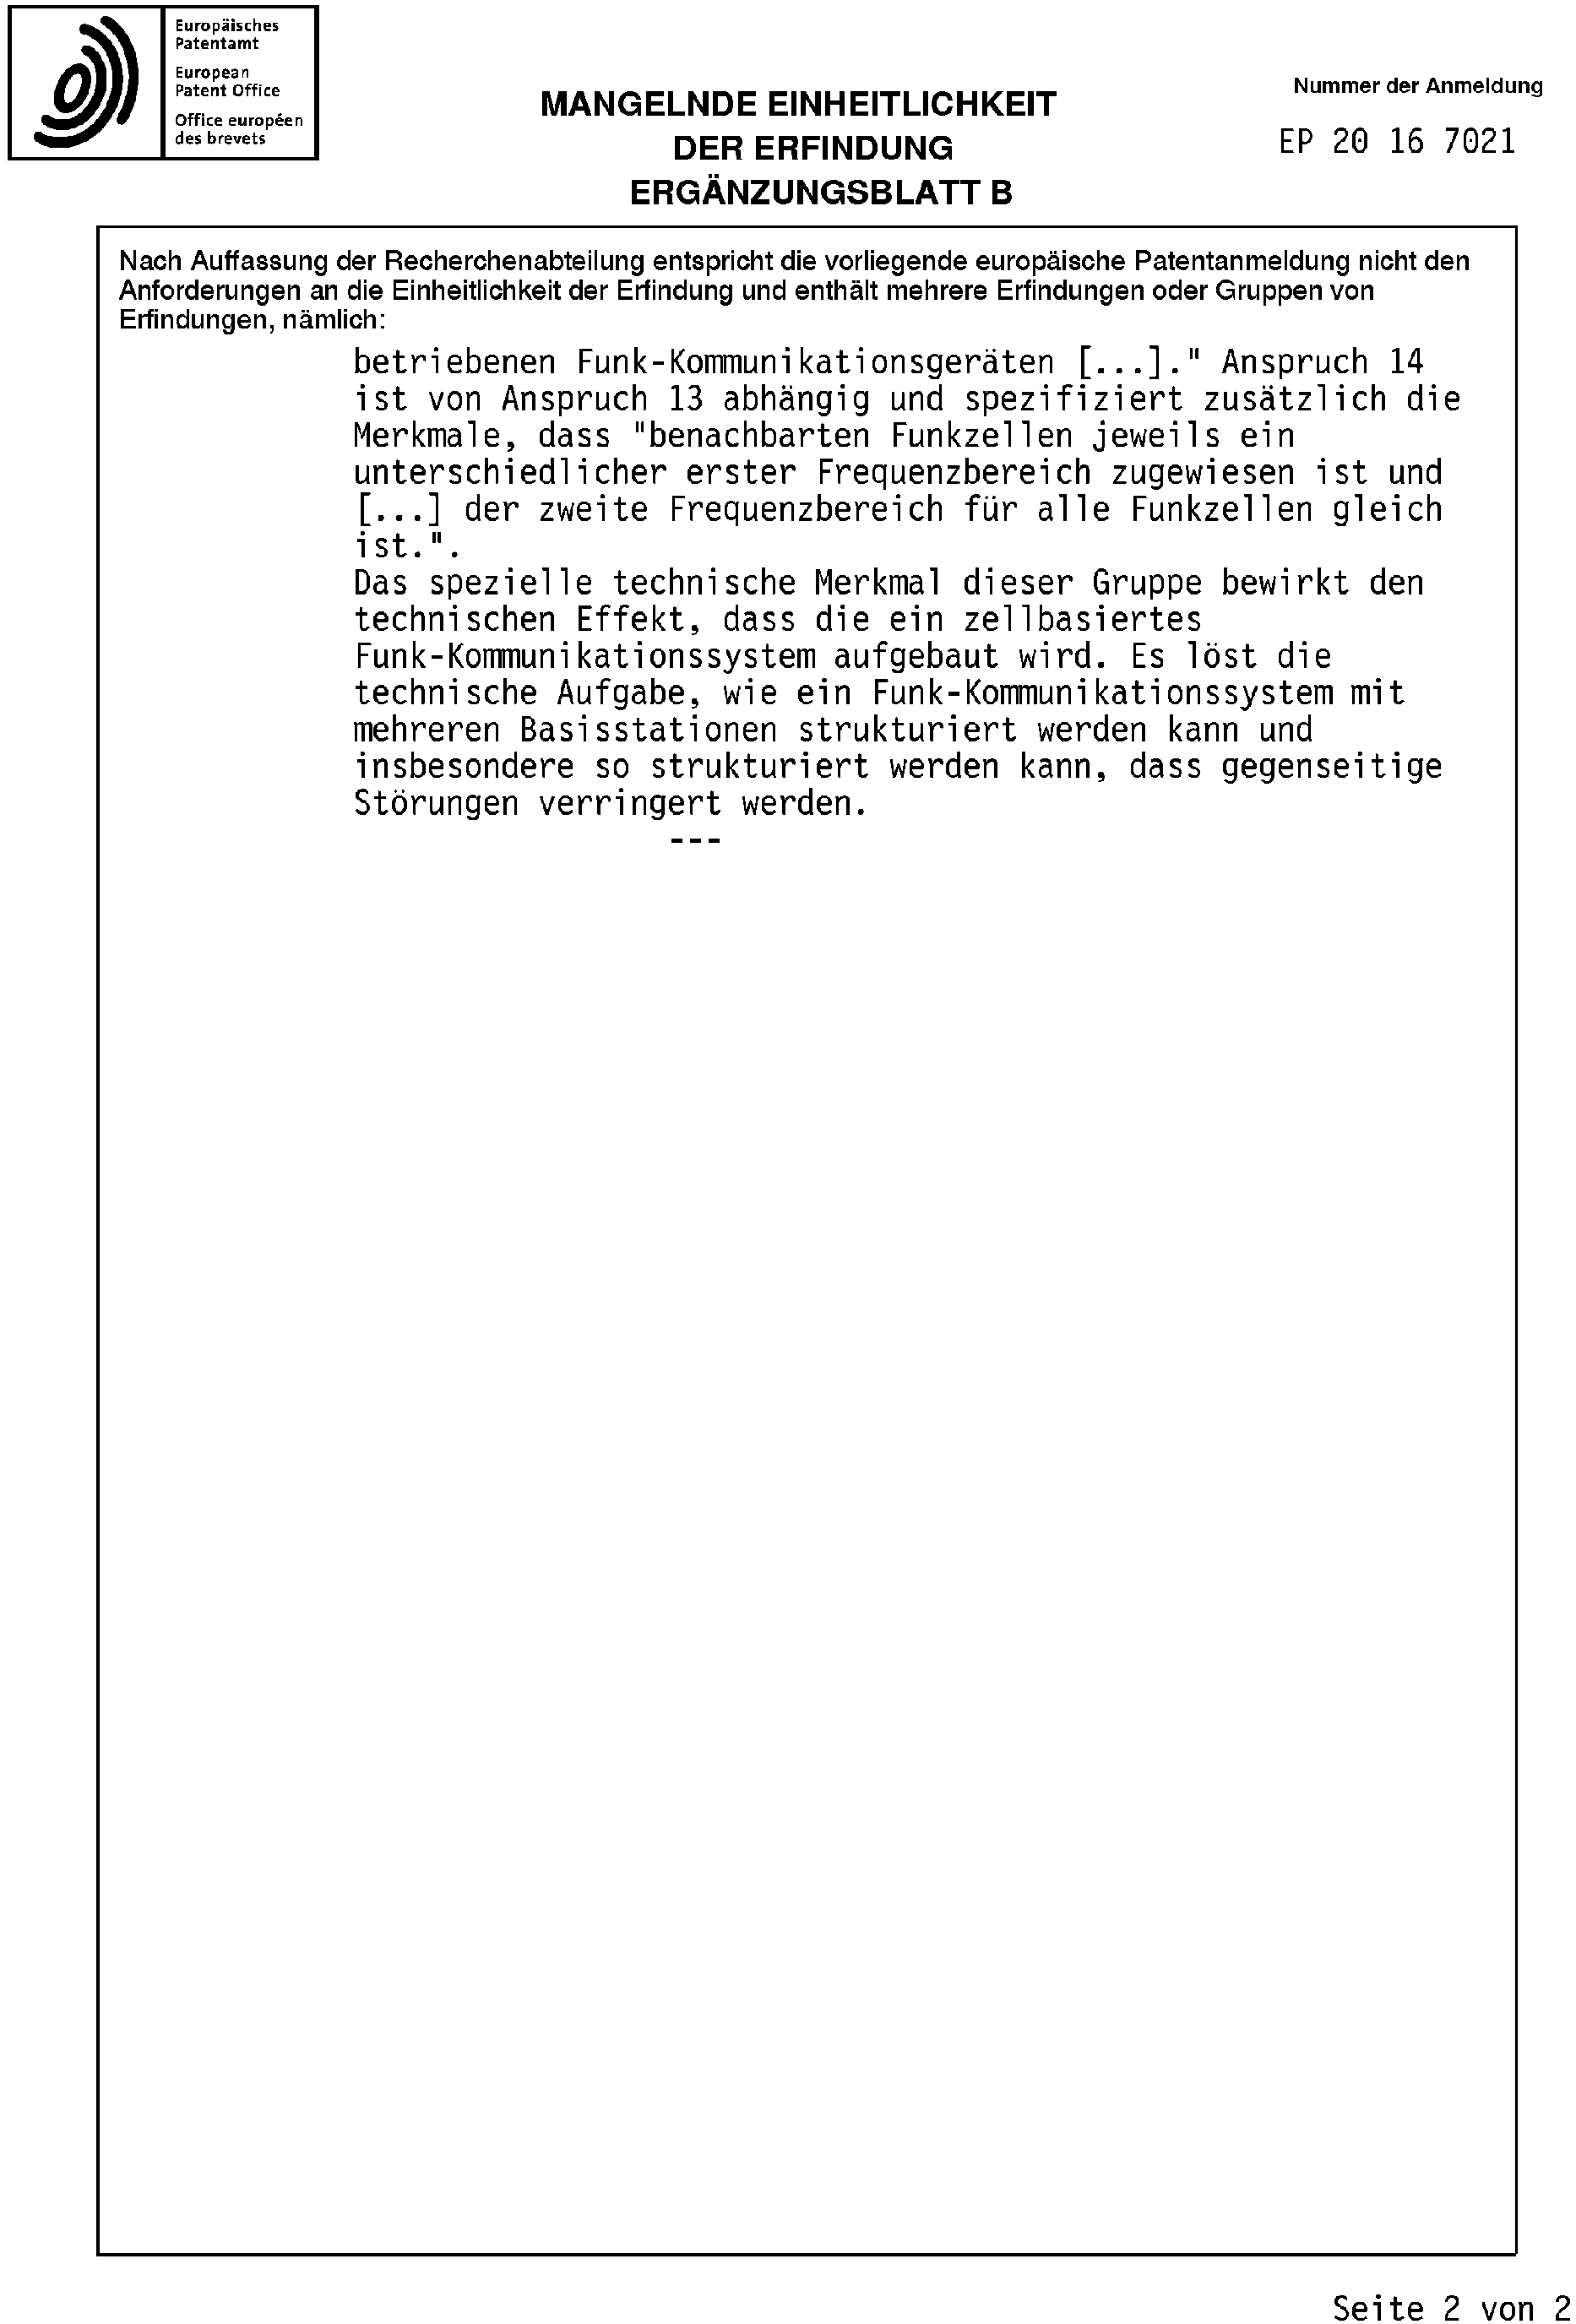 Europäisches
Patentamt
European
Patent Office
Office européen
des brevets
MANGELNDE EINHEITLICHKEIT
DER ERFINDUNG
ERGÄNZUNGSBLATT B
Nummer der Anmeldung
EP 20 16 7021
Nach Auffassung der Recherchenabteilung entspricht die vorliegende europäische Patentanmeldung nicht den
Anforderungen an die Einheitlichkeit der Erfindung und enthält mehrere Erfindungen oder Gruppen von
Erfindungen, nämlich:
betriebenen Funk-Kommunikationsgeräten [...]." Anspruch 14
ist von Anspruch 13 abhängig und spezifiziert zusätzlich die
Merkmale, dass "benachbarten Funkzellen jeweils ein
unterschiedlicher erster Frequenzbereich zugewiesen ist und
[...] der zweite Frequenzbereich für alle Funkzellen gleich
ist.".
Das spezielle technische Merkmal dieser Gruppe bewirkt den
technischen Effekt, dass die ein zellbasiertes
Funk-Kommunikationssystem aufgebaut wird. Es löst die
technische Aufgabe, wie ein Funk-Kommunikationssystem mit
mehreren Basisstationen strukturiert werden kann und
insbesondere so strukturiert werden kann, dass gegenseitige
Störungen verringert werden.
---
Seite 2 von 2